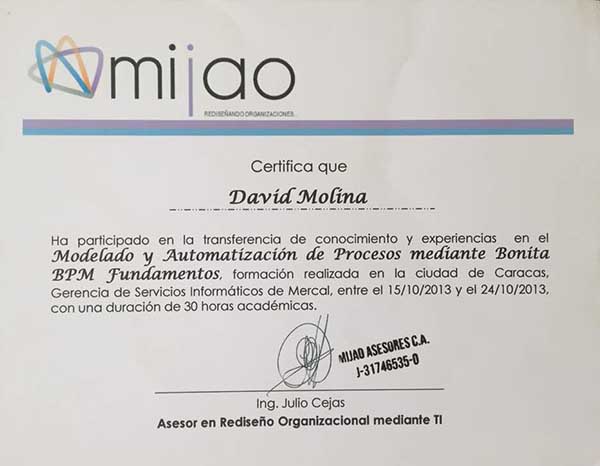 mijao
REDISEÑANDO ORGANIZACIONES...
Certifica que
David Molina
Ha participado en la transferencia de conocimiento y experiencias en el
Modelado y Automatización de Procesos mediante Bonita
BPM Fundamentos, formación realizada en la ciudad de Caracas,
Gerencia de Servicios Informáticos de Mercal, entre el 15/10/2013 y el 24/10/2013,
con una duración de 30 horas académicas.
MIJAO ASESORES C.A.
J-31746535-0
Ing. Julio Cejas
Asesor en Rediseño Organizacional mediante TI